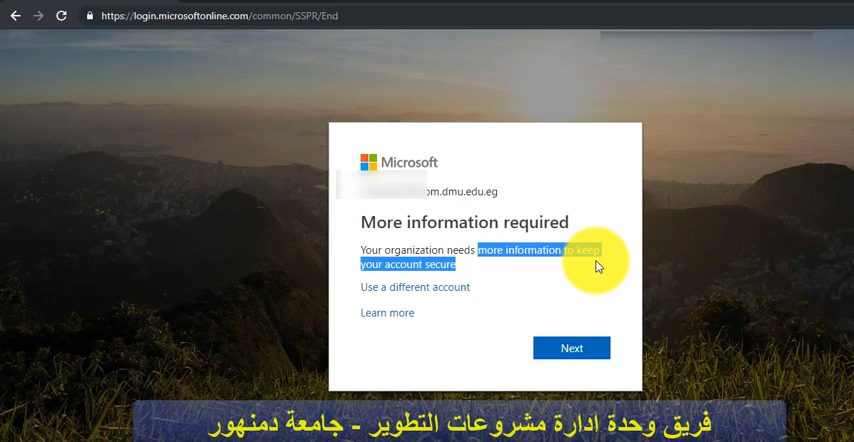 https://login.microsoftonline.com/common/SSPR/End
Microsoft
om.dmu.edu.eg
More information required
Your organization needs more information to keep
your account secure
Use a different account
Learn more
Next
فريق وحدة ادارة مشروعات التطوير - جامعة دمنهور